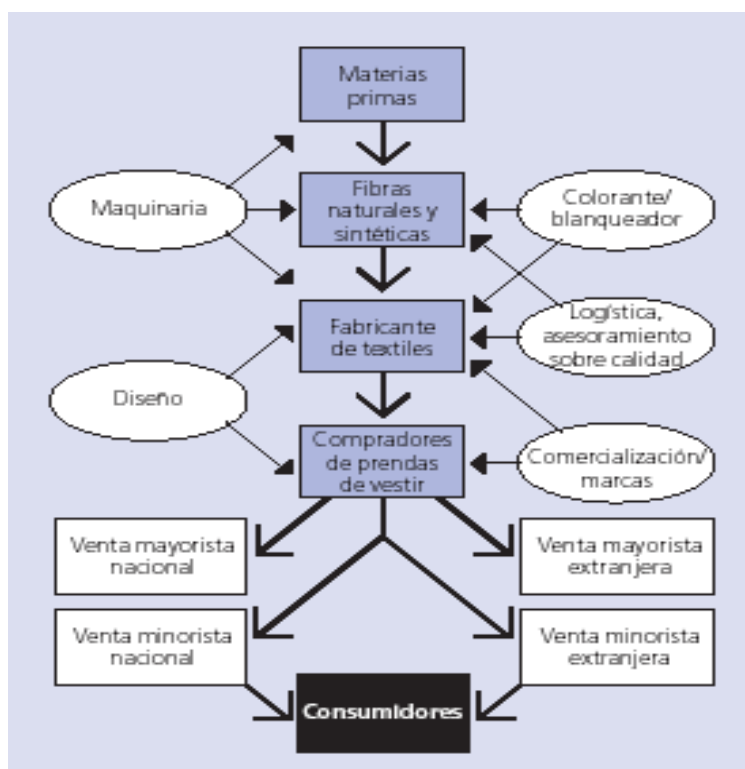 Materias
primas
Maquinaria
Fibras
naturales y
sintéticas
Colorante/
blanqueador
Fabricante
de textiles
Logística,
asesoramiento
sobre calidad
Diseño
Compradores
de prendas
de vestir
Comercialización/
marcas
Venta mayorista
nacional
Venta mayorista
extranjera
Venta minorista
nacional
Venta minorista
extranjera
Consumidores